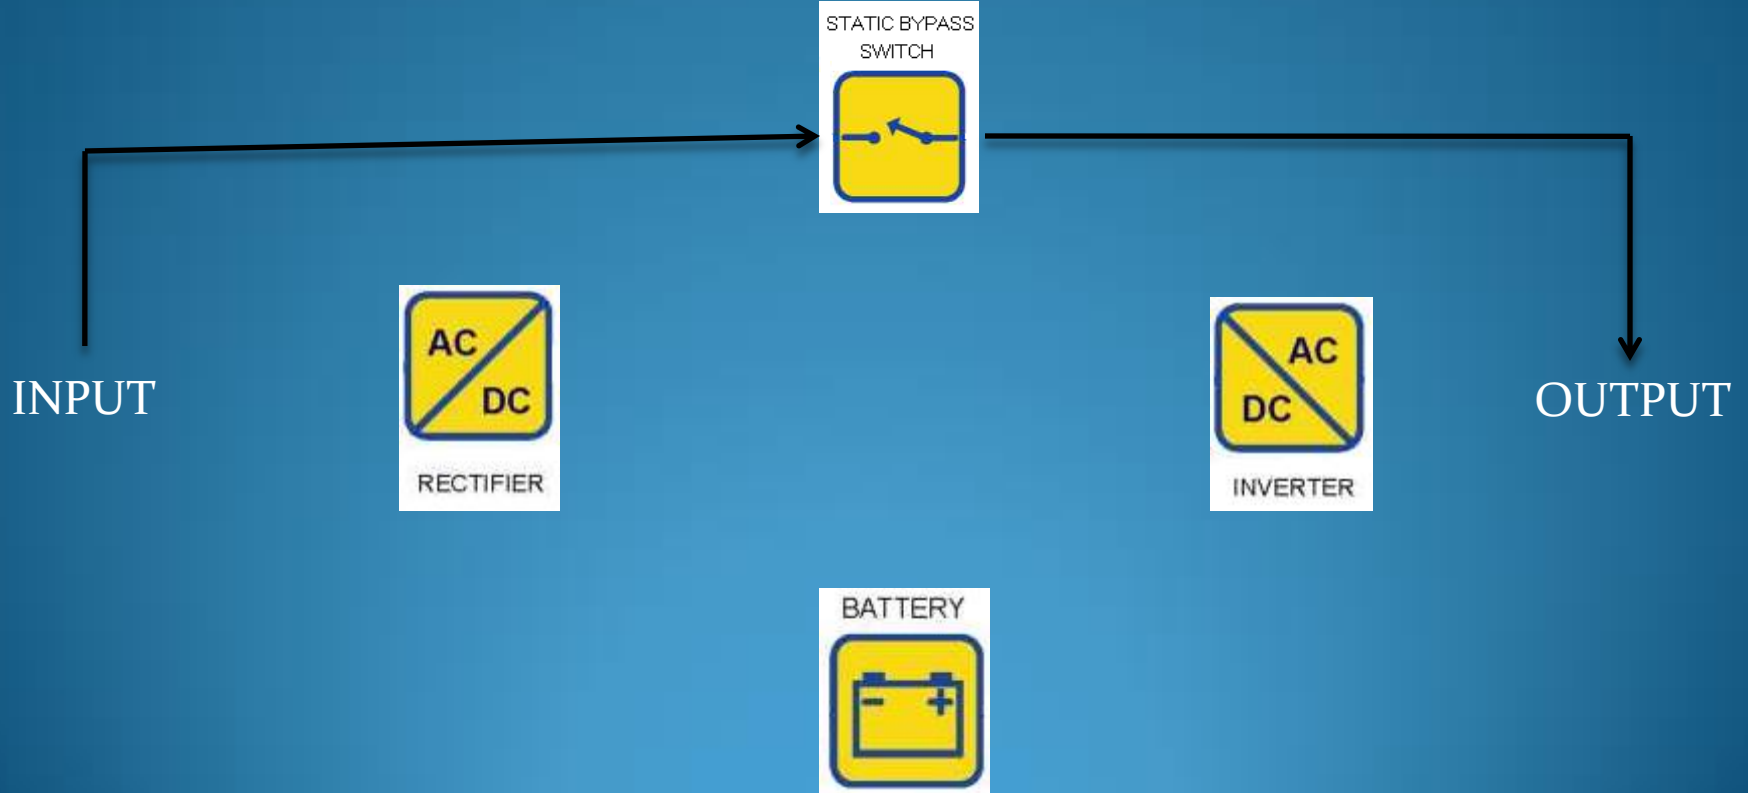 STATIC BYPASS
SWITCH
AC
DC
RECTIFIER
AC
DC
INVERTER
INPUT
OUTPUT
BATTERY
- +